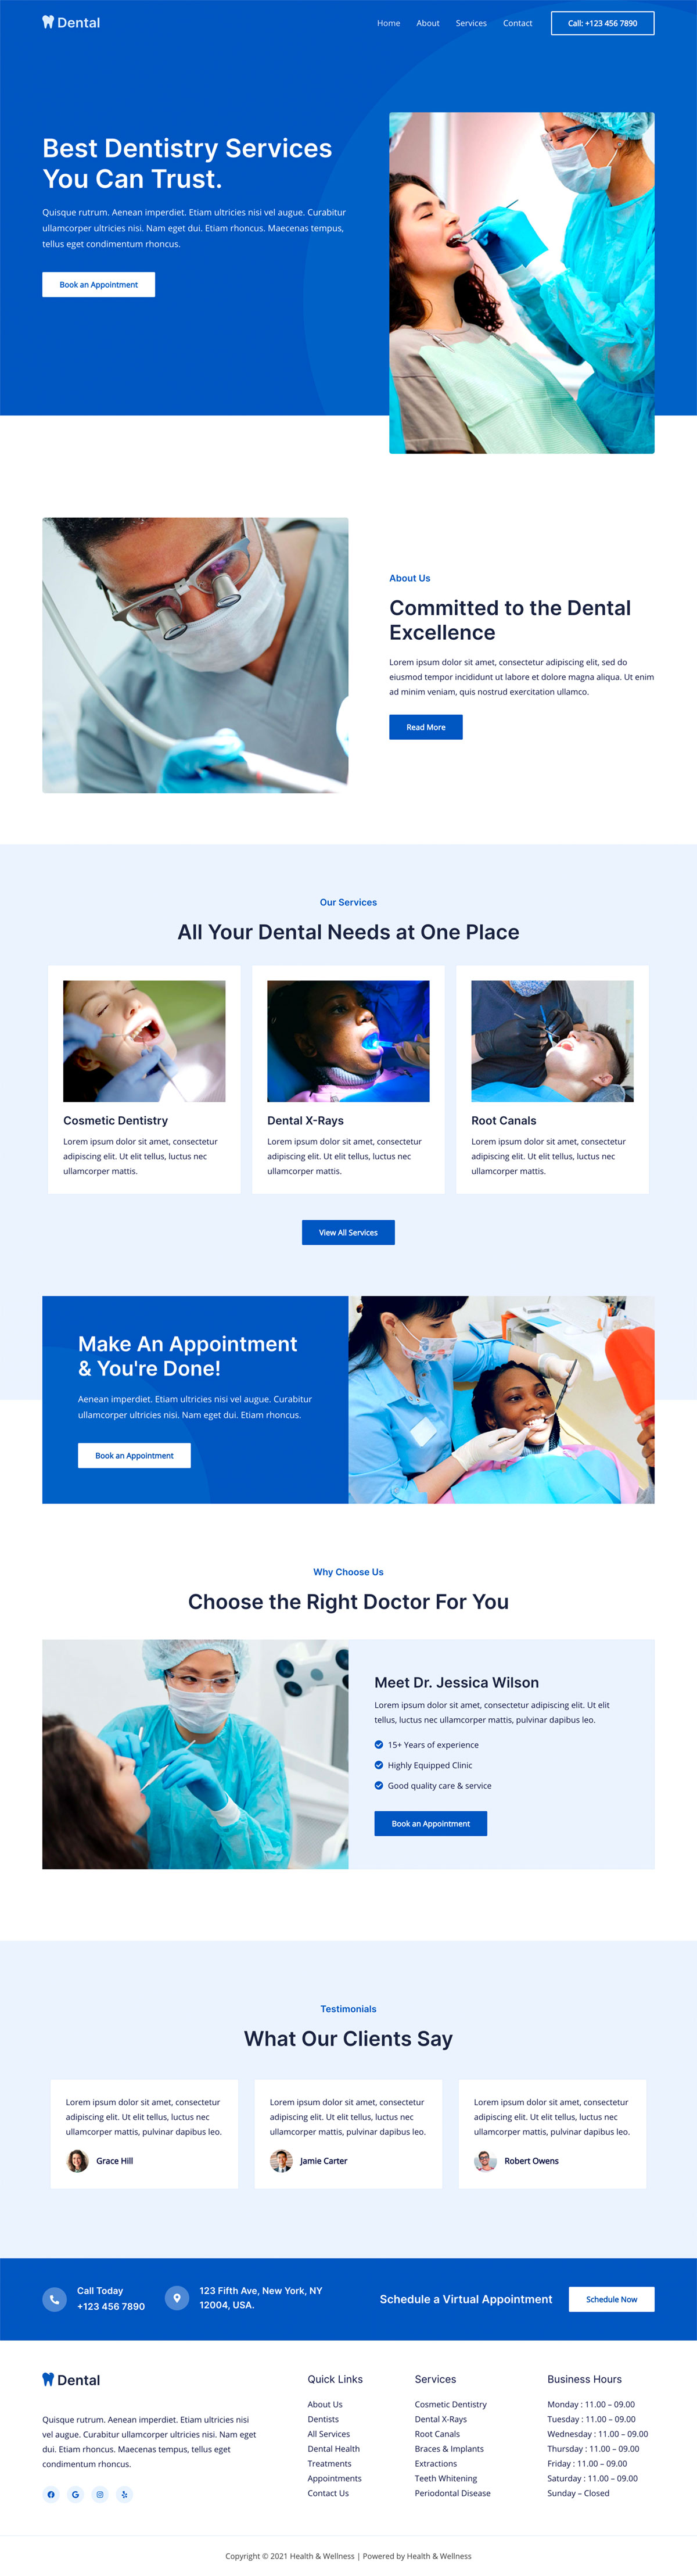 Dental
Home About Services Contact Call: +123 456 7890
Best Dentistry Services
You Can Trust.
Quisque rutrum. Aenean imperdiet. Etiam ultricies nisi vel augue. Curabitur
ullamcorper ultricies nisi. Nam eget dui. Etiam rhoncus. Maecenas tempus,
tellus eget condimentum rhoncus.
Book an Appointment
About Us
Committed to the Dental
Excellence
Lorem ipsum dolor sit amet, consectetur adipiscing elit, sed do
eiusmod tempor incididunt ut labore et dolore magna aliqua. Ut enim
ad minim veniam, quis nostrud exercitation ullamco.
Read More
Our Services
All Your Dental Needs at One Place
Cosmetic Dentistry
Lorem ipsum dolor sit amet, consectetur
adipiscing elit. Ut elit tellus, luctus nec
ullamcorper mattis.
Dental X-Rays
Lorem ipsum dolor sit amet, consectetur
adipiscing elit. Ut elit tellus, luctus nec
ullamcorper mattis.
Root Canals
Lorem ipsum dolor sit amet, consectetur
adipiscing elit. Ut elit tellus, luctus nec
ullamcorper mattis.
View All Services
Make An Appointment
& You're Done!
Aenean imperdiet. Etiam ultricies nisi vel augue. Curabitur
ullamcorper ultricies nisi. Nam eget dui. Etiam rhoncus.
Book an Appointment
Why Choose Us
Choose the Right Doctor For You
Meet Dr. Jessica Wilson
Lorem ipsum dolor sit amet, consectetur adipiscing elit. Ut elit
tellus, luctus nec ullamcorper mattis, pulvinar dapibus leo.
15+ Years of experience
Highly Equipped Clinic
Good quality care & service
Book an Appointment
Testimonials
What Our Clients Say
Lorem ipsum dolor sit amet, consectetur
adipiscing elit. Ut elit tellus, luctus nec
ullamcorper mattis, pulvinar dapibus leo.
Grace Hill
Lorem ipsum dolor sit amet, consectetur
adipiscing elit. Ut elit tellus, luctus nec
ullamcorper mattis, pulvinar dapibus leo.
Jamie Carter
Lorem ipsum dolor sit amet, consectetur
adipiscing elit. Ut elit tellus, luctus nec
ullamcorper mattis, pulvinar dapibus leo.
Robert Owens
Call Today
+123 456 7890
123 Fifth Ave, New York, NY
12004, USA.
Schedule a Virtual Appointment
Schedule Now
Dental
Quisque rutrum. Aenean imperdiet. Etiam ultricies nisi
vel augue. Curabitur ullamcorper ultricies nisi. Nam eget
dui. Etiam rhoncus. Maecenas tempus, tellus eget
condimentum rhoncus.
Quick Links
About Us
Dentists
All Services
Dental Health
Treatments
Appointments
Contact Us
Services
Cosmetic Dentistry
Dental X-Rays
Root Canals
Braces & Implants
Extractions
Teeth Whitening
Periodontal Disease
Business Hours
Monday : 11.00 – 09.00
Tuesday : 11.00 – 09.00
Wednesday : 11.00 – 09.00
Thursday : 11.00 – 09.00
Friday : 11.00 – 09.00
Saturday : 11.00 – 09.00
Sunday – Closed
Copyright © 2021 Health & Wellness | Powered by Health & Wellness